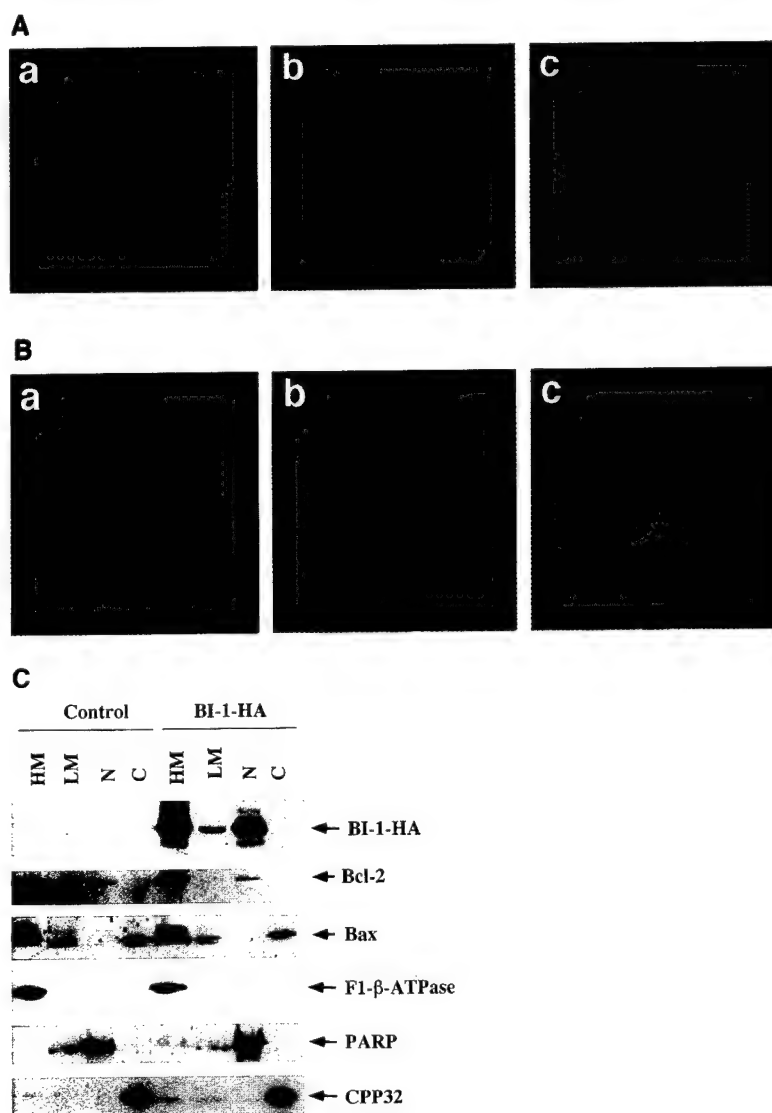 A
a b c
B
a b c
C
Control BI-1-HA
HM LM N C HM LM N C
BI-1-HA
Bcl-2
Bax
F1-β-ATPase
PARP
CPP32